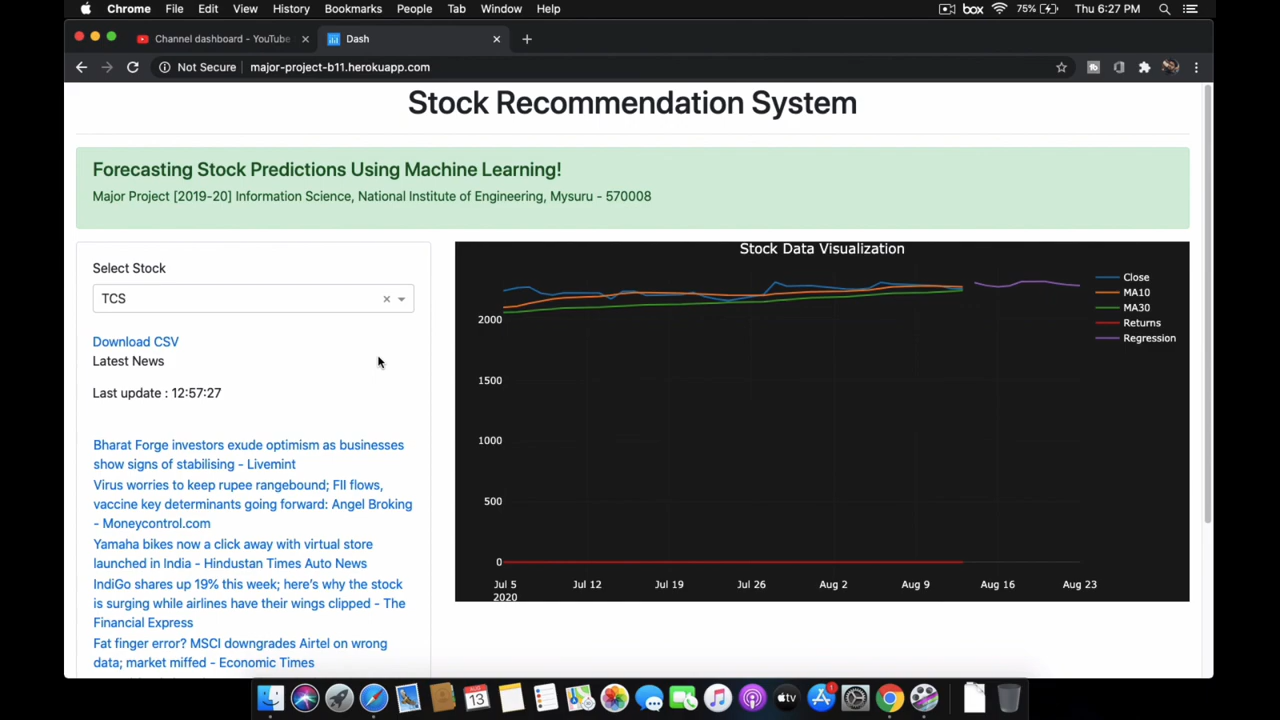 Chrome File Edit View History Bookmarks People Tab Window Help
box 75% Thu 6:27 PM
Channel dashboard - YouTube
Dash
Not Secure major-project-b11.herokuapp.com
Stock Recommendation System
Forecasting Stock Predictions Using Machine Learning!
Major Project [2019-20] Information Science, National Institute of Engineering, Mysuru - 570008
Select Stock
TCS
Download CSV
Latest News
Last update : 12:57:27
Bharat Forge investors exude optimism as businesses
show signs of stabilising - Livemint
Virus worries to keep rupee rangebound; FII flows,
vaccine key determinants going forward: Angel Broking
- Moneycontrol.com
Yamaha bikes now a click away with virtual store
launched in India - Hindustan Times Auto News
IndiGo shares up 19% this week; here's why the stock
is surging while airlines have their wings clipped - The
Financial Express
Fat finger error? MSCI downgrades Airtel on wrong
data; market miffed - Economic Times
Stock Data Visualization
Close
MA10
MA30
Returns
Regression
2000
1500
1000
500
0
Jul 5 Jul 12 Jul 19 Jul 26 Aug 2 Aug 9 Aug 16 Aug 23
2020
13
tv
1